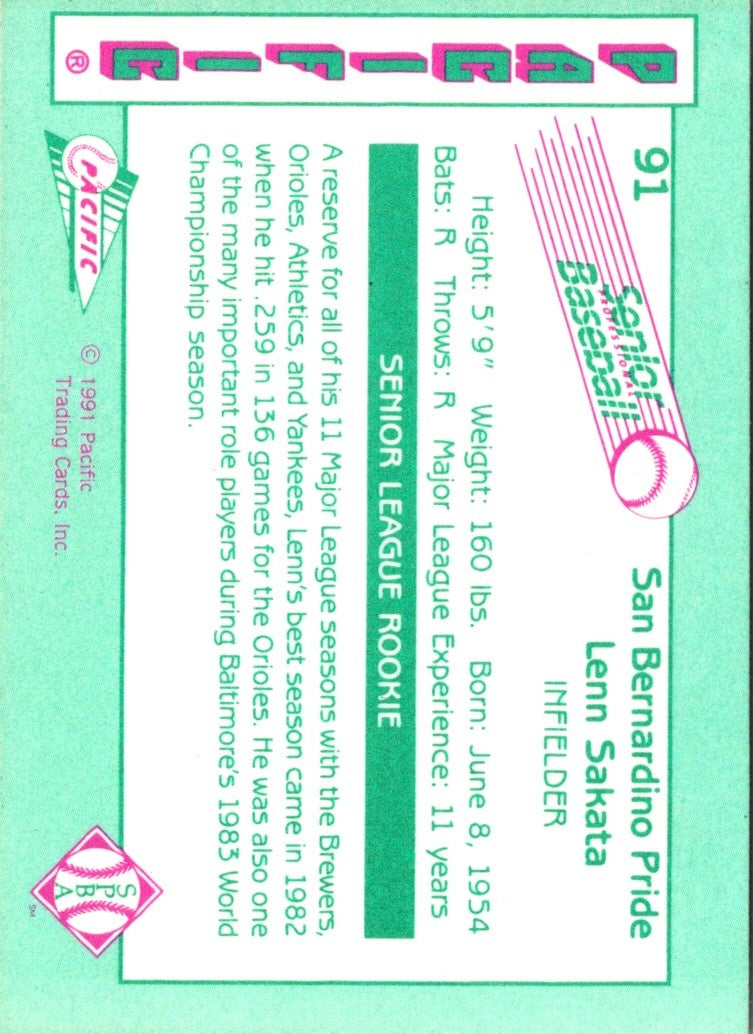 PACIFIC®
91
Senior
PROFESSIONAL
Baseball
San Bernardino Pride
Lenn Sakata
INFIELDER
Height: 5'9" Weight: 160 lbs. Born: June 8, 1954
Bats: R Throws: R Major League Experience: 11 years
SENIOR LEAGUE ROOKIE
A reserve for all of his 11 Major League seasons with the Brewers,
Orioles, Athletics, and Yankees, Lenn's best season came in 1982
when he hit .259 in 136 games for the Orioles. He was also one
of the many important role players during Baltimore's 1983 World
Championship season.
PACIFIC
© 1991 Pacific
Trading Cards, Inc.
S
P B
A
SM